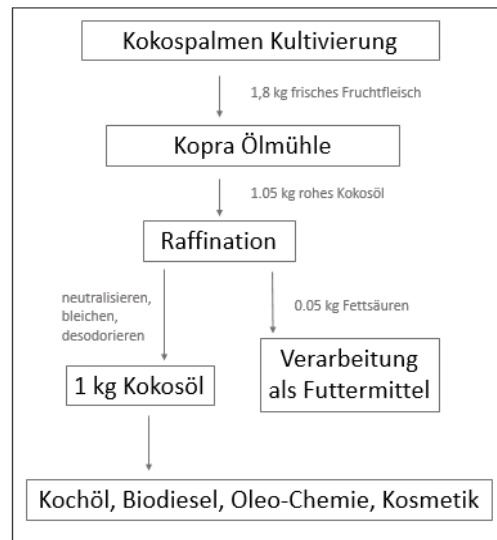 Kokospalmen Kultivierung
1,8 kg frisches Fruchtfleisch
Kopra Ölmühle
1.05 kg rohes Kokosöl
Raffination
neutralisieren,
bleichen,
desodorieren
0.05 kg Fettsäuren
1 kg Kokosöl
Verarbeitung
als Futtermittel
Kochöl, Biodiesel, Oleo-Chemie, Kosmetik